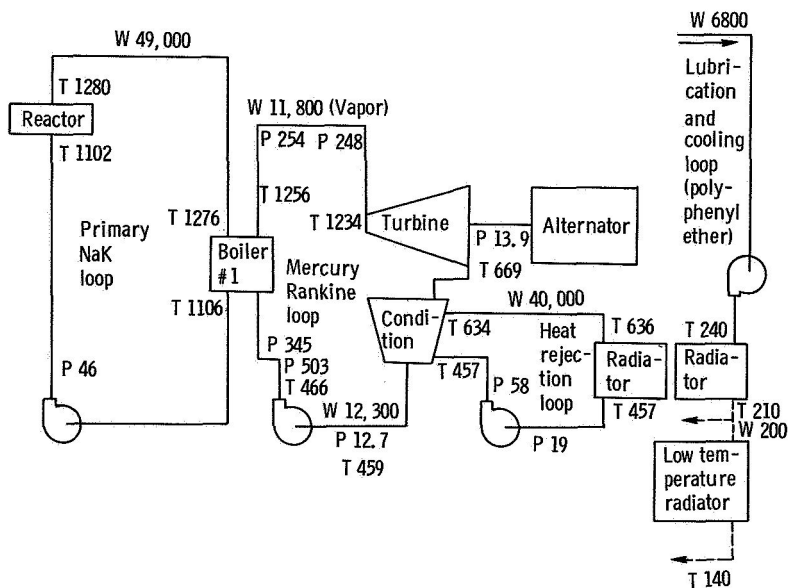 W 49,000
T 1280
Reactor
T 1102
Primary
NaK
loop
P 46
T 1276
Boiler
#1
T 1106
W 11,800 (Vapor)
P 254
P 248
T 1256
T 1234
Turbine
Alternator
P 13.9
T 669
Mercury
Rankine
loop
P 345
P 503
T 466
W 12,300
P 12.7
T 459
Condi-
tion
W 40,000
T 634
T 457
P 58
Heat
rejec-
tion
loop
P 19
T 636
Radia-
tor
T 457
W 6800
Lubri-
cation
and
cooling
loop
(poly-
phenyl
ether)
T 240
Radia-
tor
T 210
W 200
Low tem-
perature
radiator
T 140